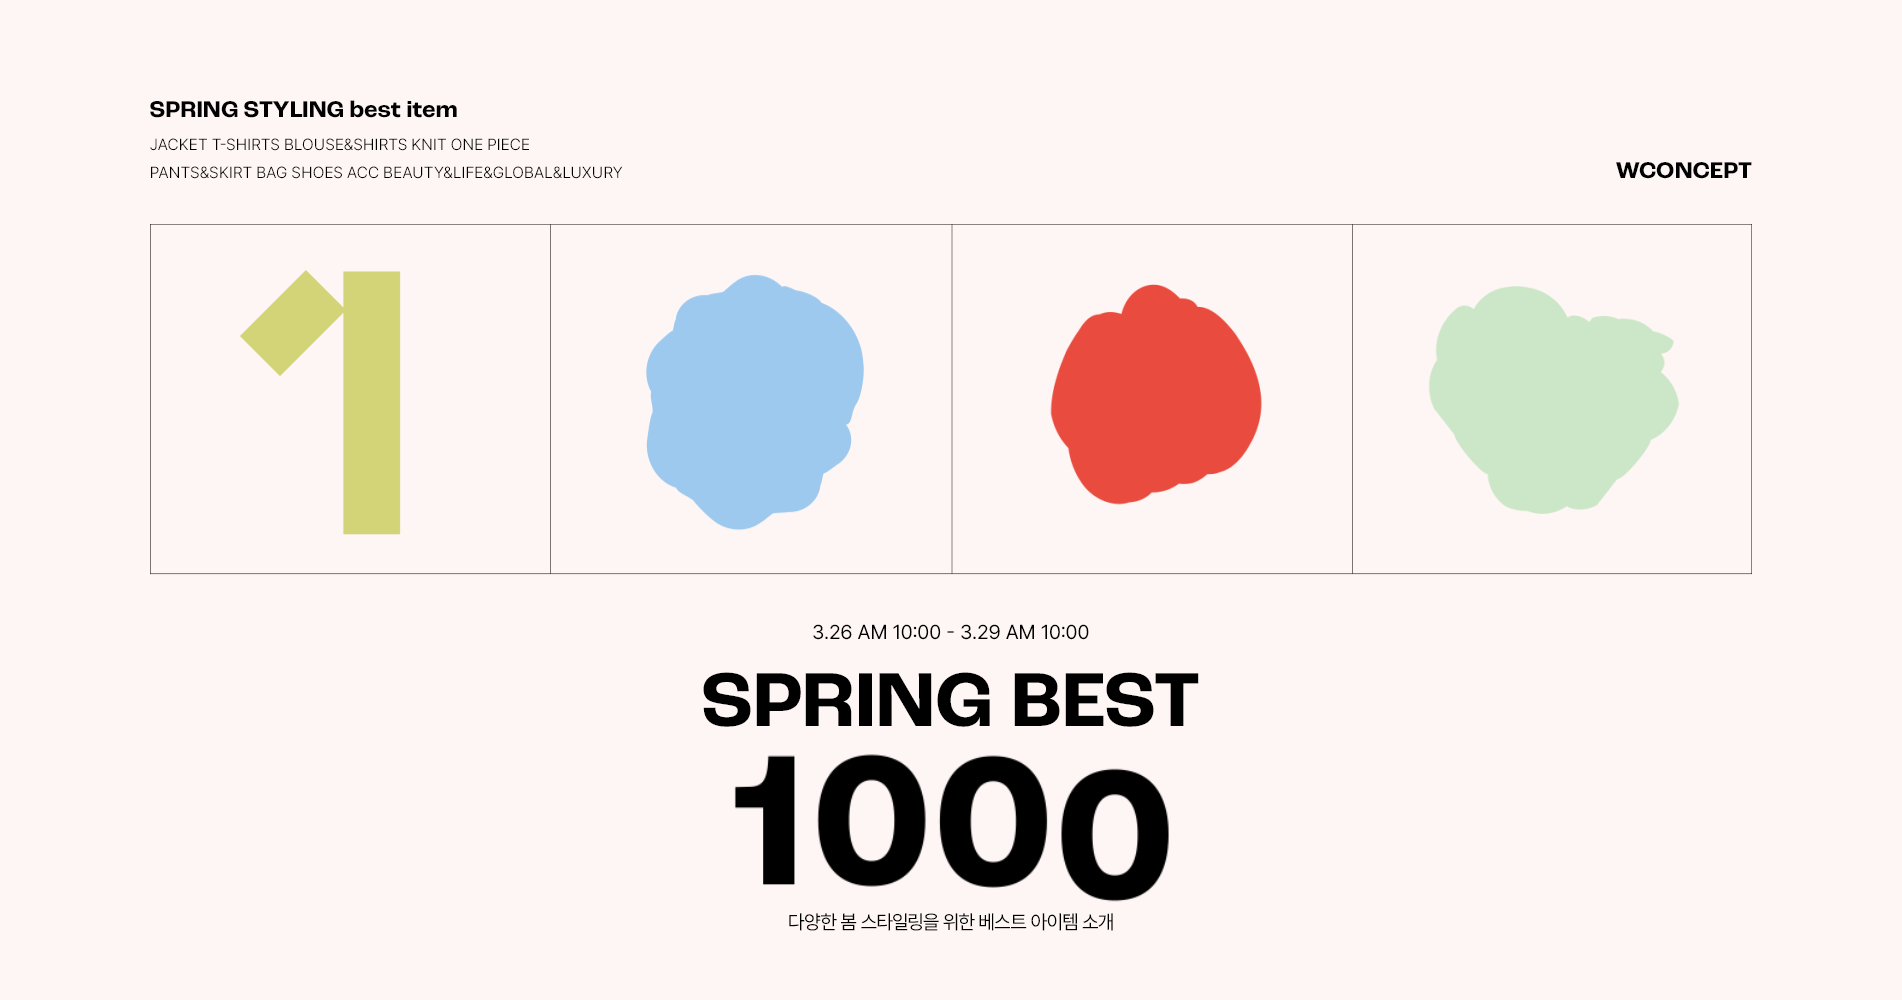 SPRING STYLING best item
JACKET T-SHIRTS BLOUSE&SHIRTS KNIT ONE PIECE
PANTS&SKIRT BAG SHOES ACC BEAUTY&LIFE&GLOBAL&LUXURY
WCONCEPT
1
3.26 AM 10:00 - 3.29 AM 10:00
SPRING BEST
1000
다양한 봄 스타일링을 위한 베스트 아이템 소개